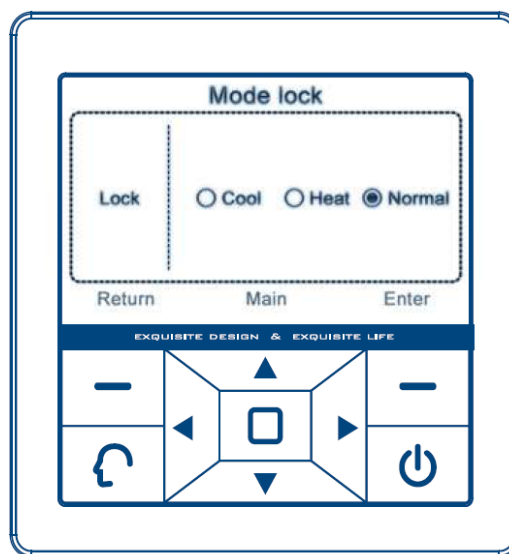 Mode lock
Lock Cool Heat Normal
Return Main Enter
EXQUISITE DESIGN & EXQUISITE LIFE